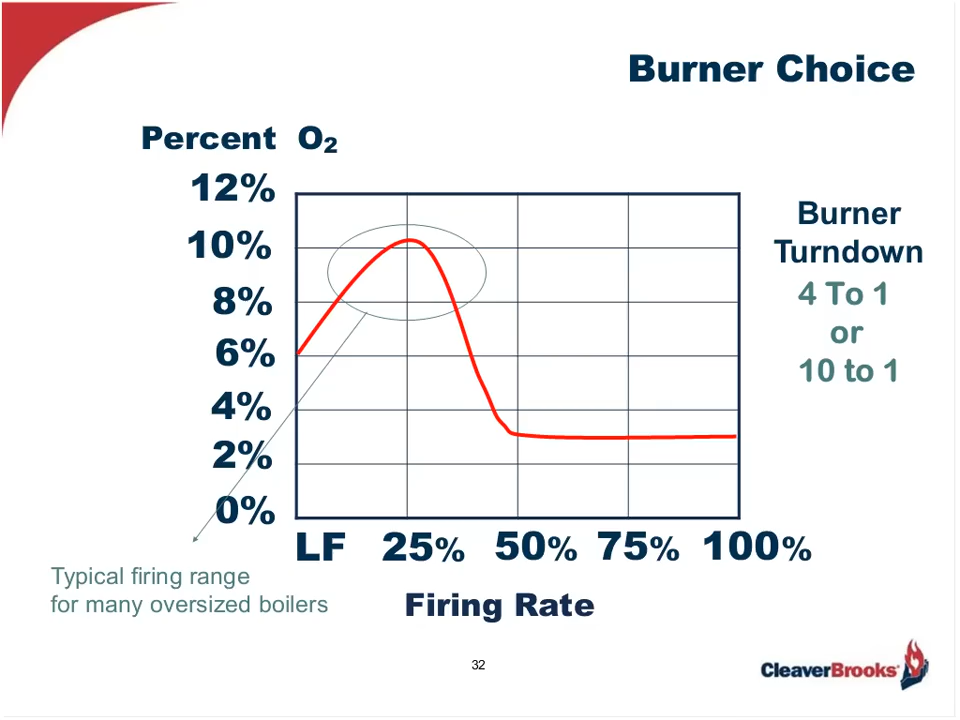 Burner Choice
Percent O₂
12%
10%
8%
6%
4%
2%
0%
LF 25% 50% 75% 100%
Firing Rate
Burner
Turndown
4 To 1
or
10 to 1
Typical firing range
for many oversized boilers
32
CleaverBrooks